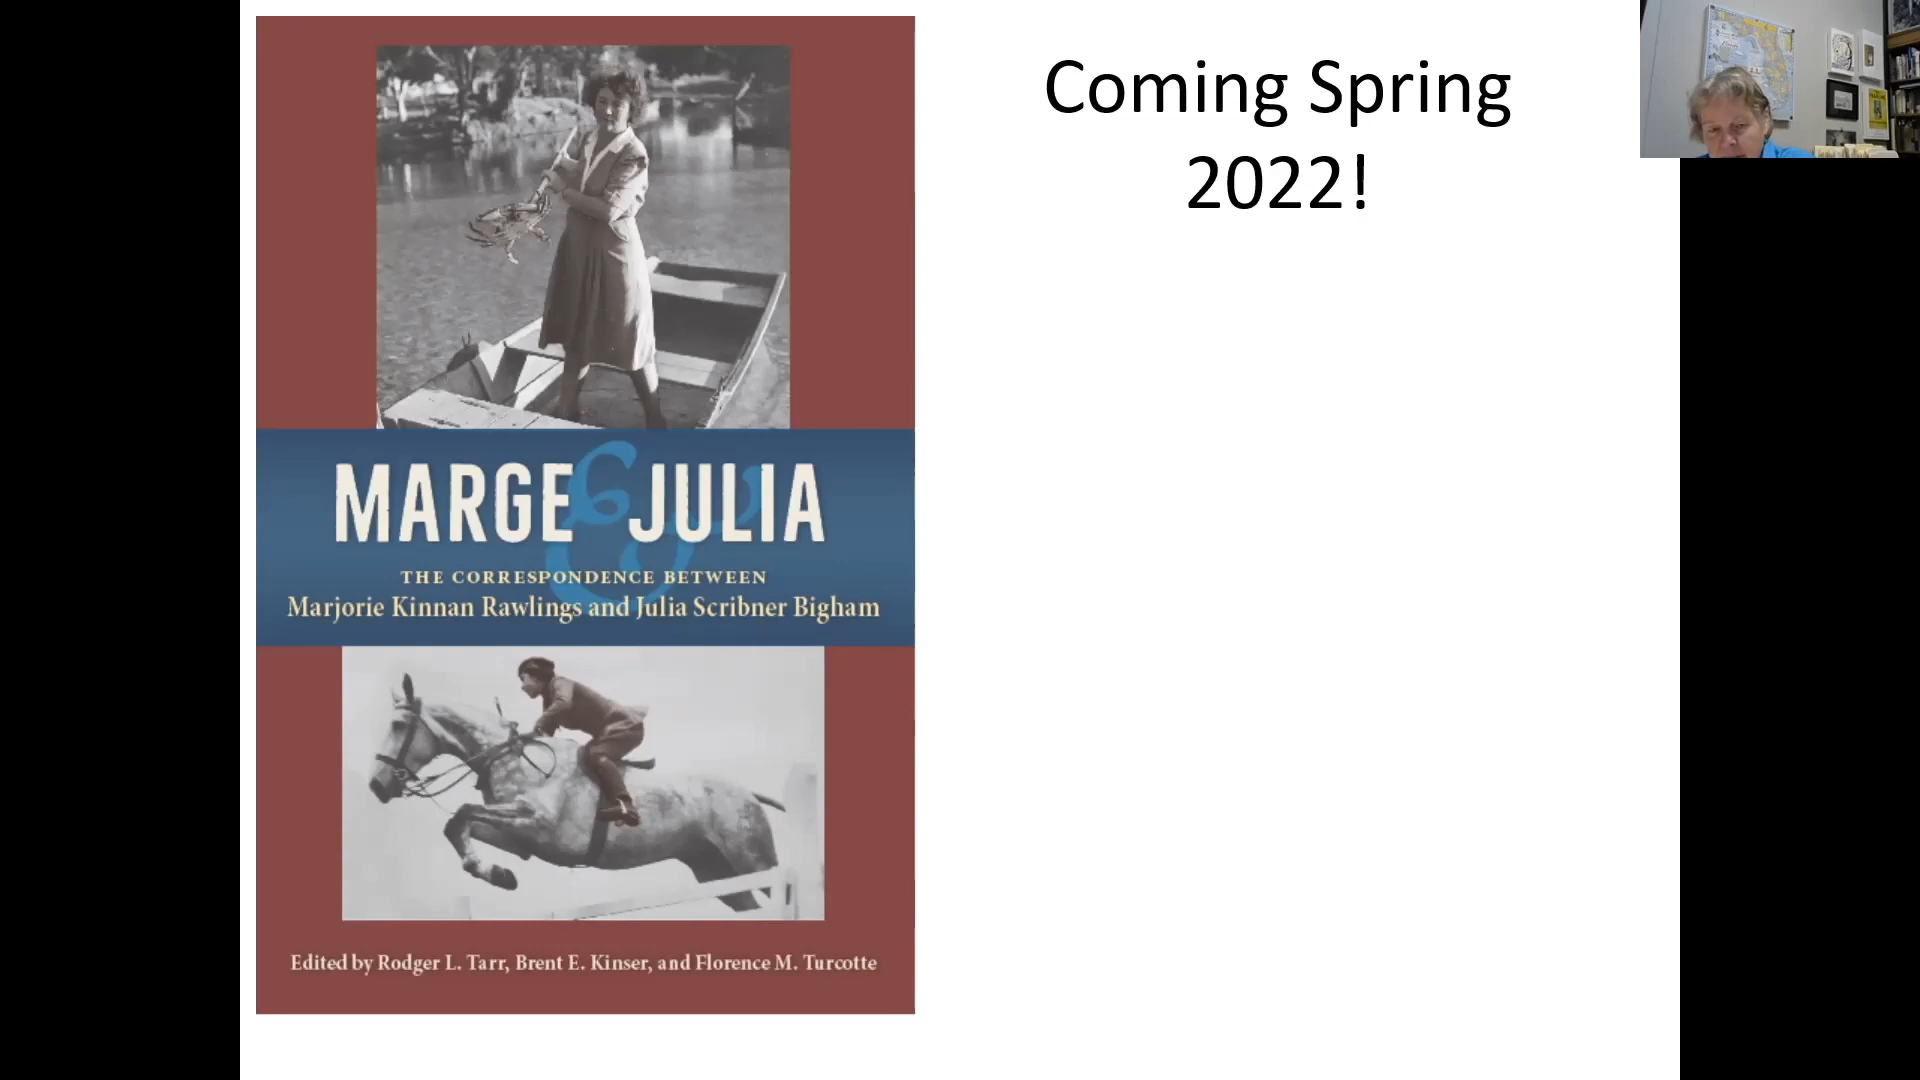 Coming Spring
2022!
MARGE & JULIA
THE CORRESPONDENCE BETWEEN
Marjorie Kinnan Rawlings and Julia Scribner Bigham
Edited by Rodger L. Tarr, Brent E. Kinser, and Florence M. Turcotte